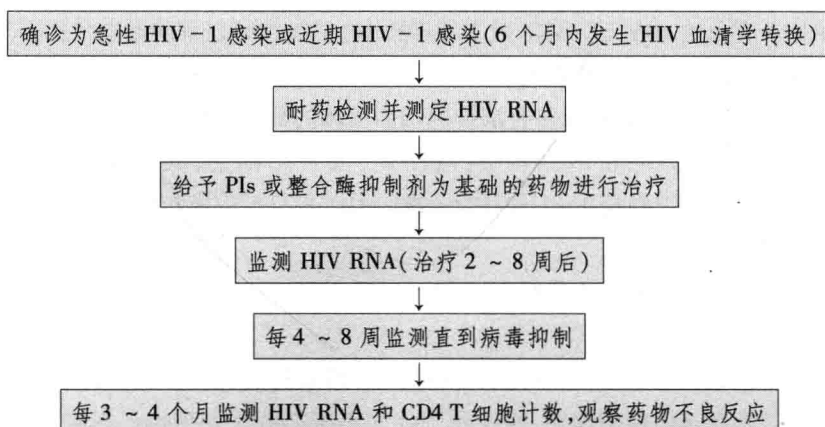 确诊为急性 HIV-1 感染或近期 HIV-1 感染(6 个月内发生 HIV 血清学转换)
耐药检测并测定 HIV RNA
给予 PIs 或整合酶抑制剂为基础的药物进行治疗
监测 HIV RNA(治疗 2 ~ 8 周后)
每 4 ~ 8 周监测直到病毒抑制
每 3 ~ 4 个月监测 HIV RNA 和 CD4 T 细胞计数,观察药物不良反应